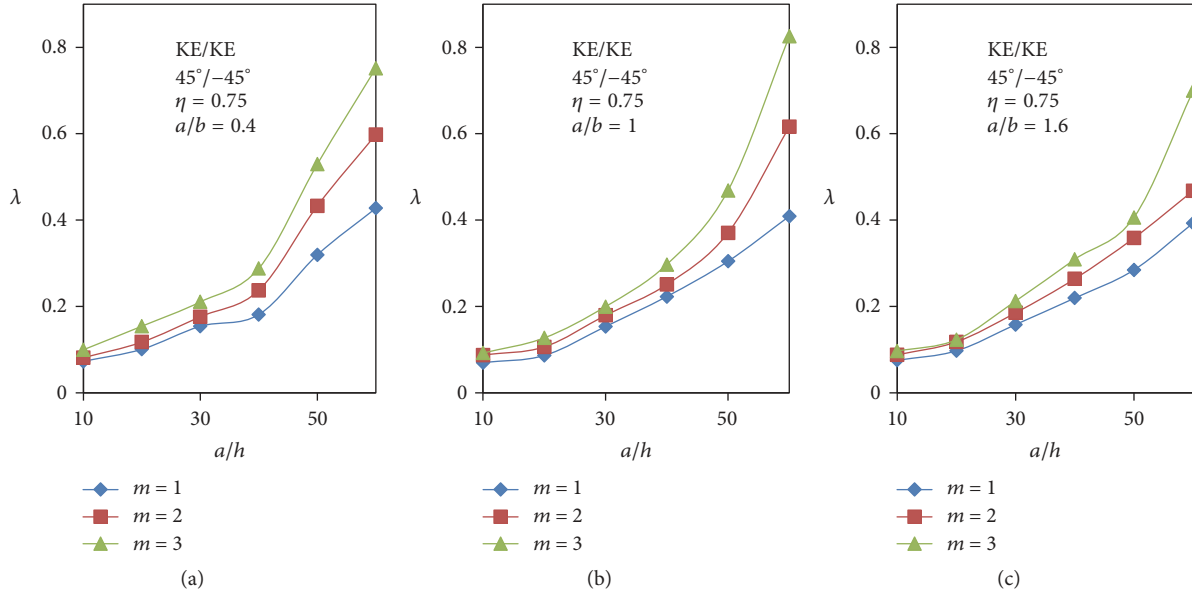 0.8
0.6
0.4
0.2
0
λ
KE/KE
45°/−45°
η = 0.75
a/b = 0.4
10
30
50
a/h
m = 1
m = 2
m = 3
(a)
0.8
0.6
0.4
0.2
0
λ
KE/KE
45°/−45°
η = 0.75
a/b = 1
10
30
50
a/h
m = 1
m = 2
m = 3
(b)
0.8
0.6
0.4
0.2
0
λ
KE/KE
45°/−45°
η = 0.75
a/b = 1.6
10
30
50
a/h
m = 1
m = 2
m = 3
(c)